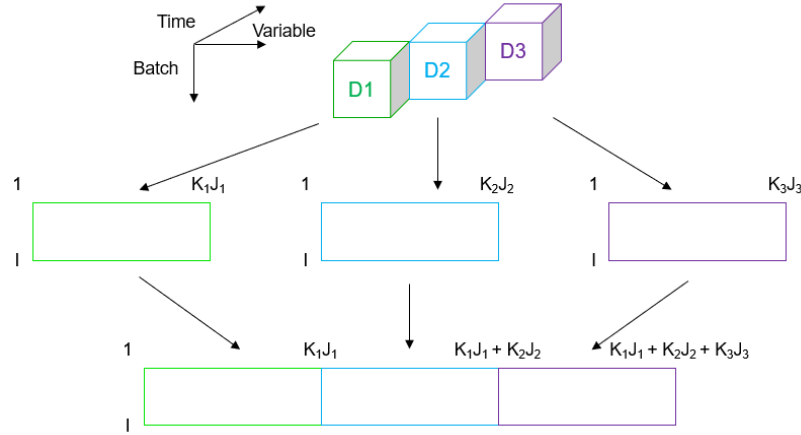 Time
Variable
Batch
D1
D2
D3
1
K₁J₁
1
K₂J₂
1
K₃J₃
I
I
I
1
K₁J₁
K₁J₁ + K₂J₂
K₁J₁ + K₂J₂ + K₃J₃
I